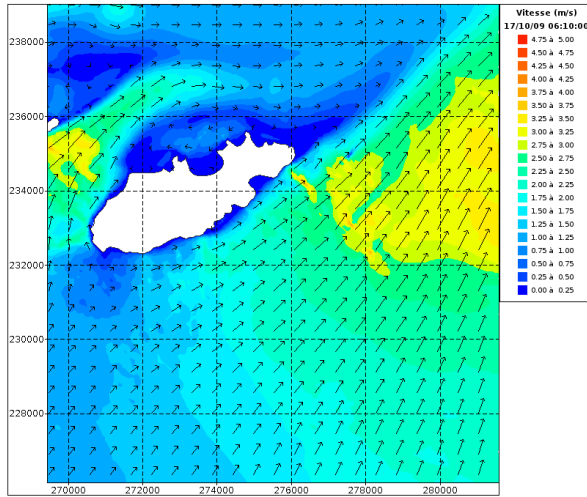 Vitesse (m/s)
17/10/09 06:10:00
4.75 à 5.00
4.50 à 4.75
4.25 à 4.50
4.00 à 4.25
3.75 à 4.00
3.50 à 3.75
3.25 à 3.50
3.00 à 3.25
2.75 à 3.00
2.50 à 2.75
2.25 à 2.50
2.00 à 2.25
1.75 à 2.00
1.50 à 1.75
1.25 à 1.50
1.00 à 1.25
0.75 à 1.00
0.50 à 0.75
0.25 à 0.50
0.00 à 0.25
238000
236000
234000
232000
230000
228000
270000 272000 274000 276000 278000 280000